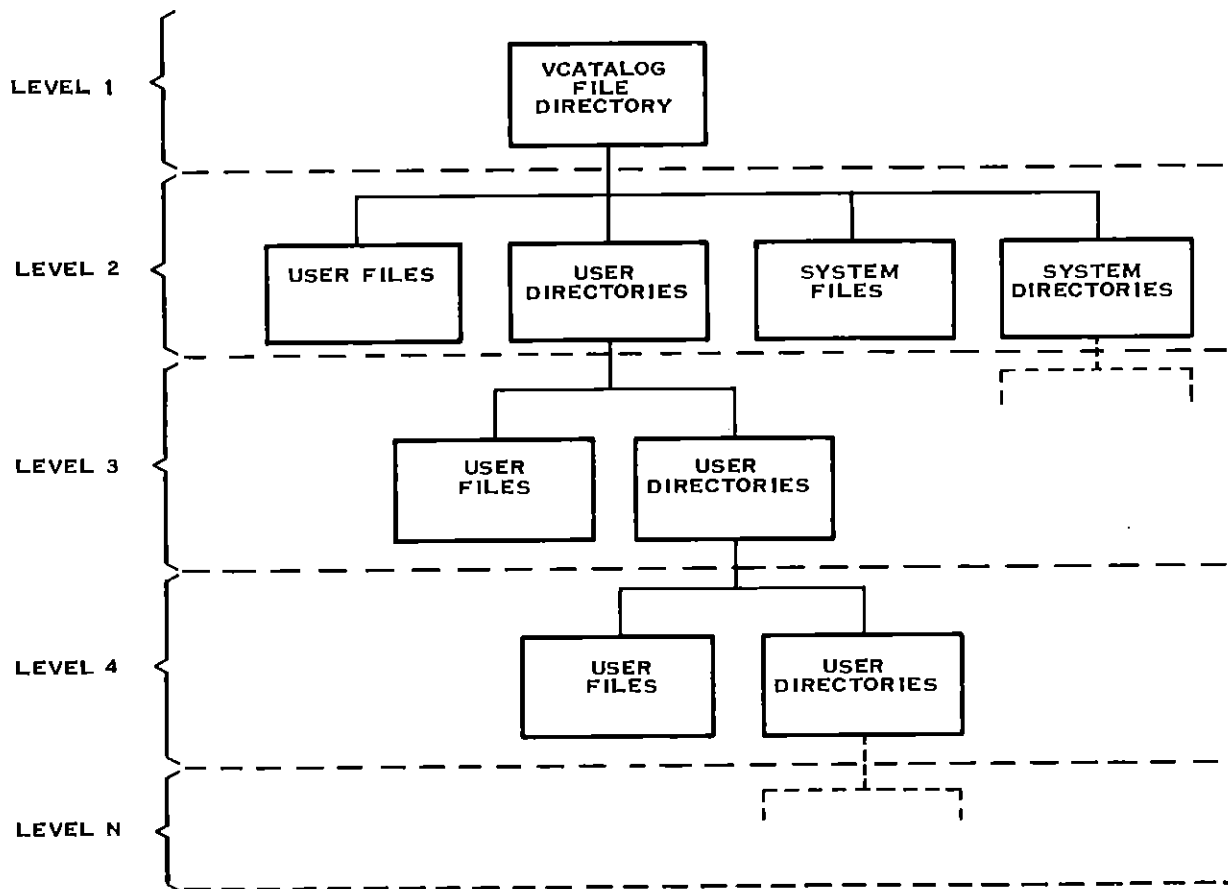 LEVEL 1
VCATALOG
FILE
DIRECTORY
LEVEL 2
USER FILES
USER
DIRECTORIES
SYSTEM
FILES
SYSTEM
DIRECTORIES
LEVEL 3
USER
FILES
USER
DIRECTORIES
LEVEL 4
USER
FILES
USER
DIRECTORIES
LEVEL N